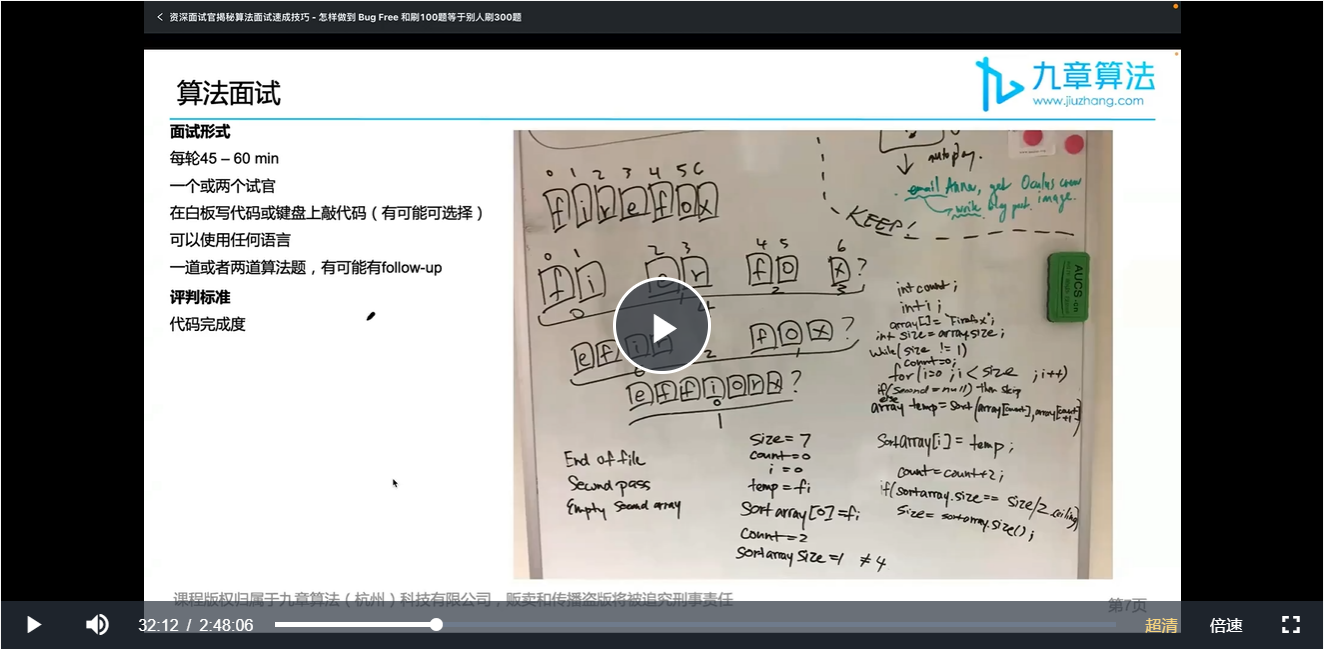 资深面试官揭秘算法面试速成技巧 - 怎样做到 Bug Free 和刷100题等于别人刷300题
算法面试
九章算法
www.jiuzhang.com
面试形式
每轮45 – 60 min
一个或两个试官
在白板写代码或键盘上敲代码（有可能可选择）
可以使用任何语言
一道或者两道算法题，有可能有follow-up
评判标准
代码完成度
autoplay.
email Anna, get Oculus
write blog post. image.
KEEP!
0 1 2 3 4 5 6
f i r e f o x
0 1 2 3 4 5 6
f i e r f o x ?
0 1 2 3
e f i r f o x ?
e f f i o r x ?
0
1
AUCS
int count;
int i;
array[] = "Firefox";
int size = array.size;
while(size != 1)
count=0;
for(i=0; i < size ; i++)
if(second = null) then skip
else
array temp = sort(array[count], array[count+1])
Sortarray[i] = temp;
count = count+2;
if(sortarray.size == size/2.ceiling)
size = sortarray.size();
End of file
Second pass
Empty second array
size = 7
count = 0
i = 0
temp = fi
Sortarray[0] = fi
count = 2
Sortarray size = 1 ≠ 4
课程版权归属于九章算法（杭州）科技有限公司，贩卖和传播盗版将被追究刑事责任
第7页
32:12 / 2:48:06
超清
倍速